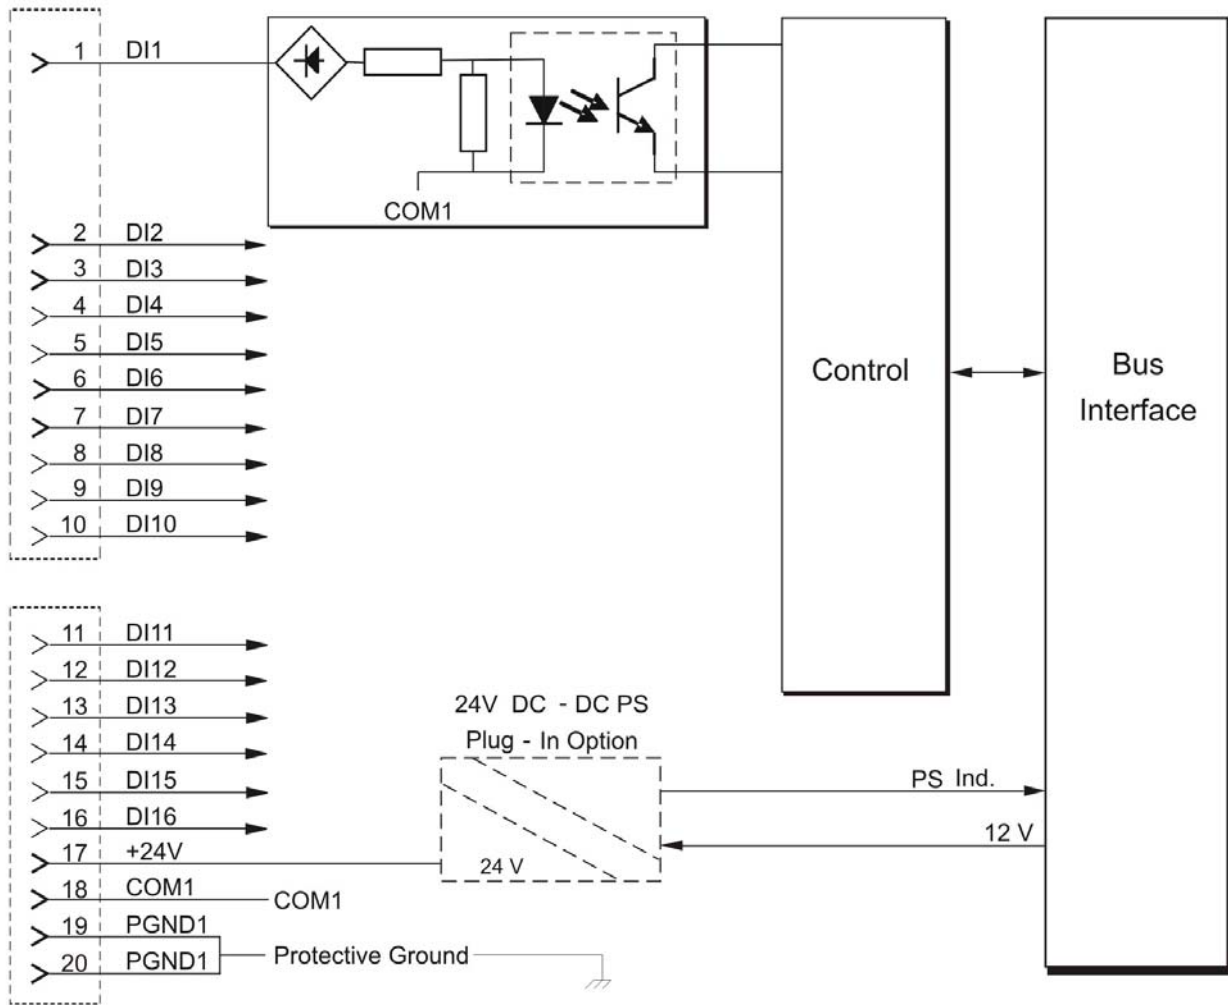 1 DI1
COM1
2 DI2
3 DI3
4 DI4
5 DI5
6 DI6
7 DI7
8 DI8
9 DI9
10 DI10
Control
Bus
Interface
11 DI11
12 DI12
13 DI13
14 DI14
15 DI15
16 DI16
17 +24V
18 COM1
COM1
19 PGND1
20 PGND1
Protective Ground
24V DC - DC PS
Plug - In Option
24 V
PS Ind.
12 V